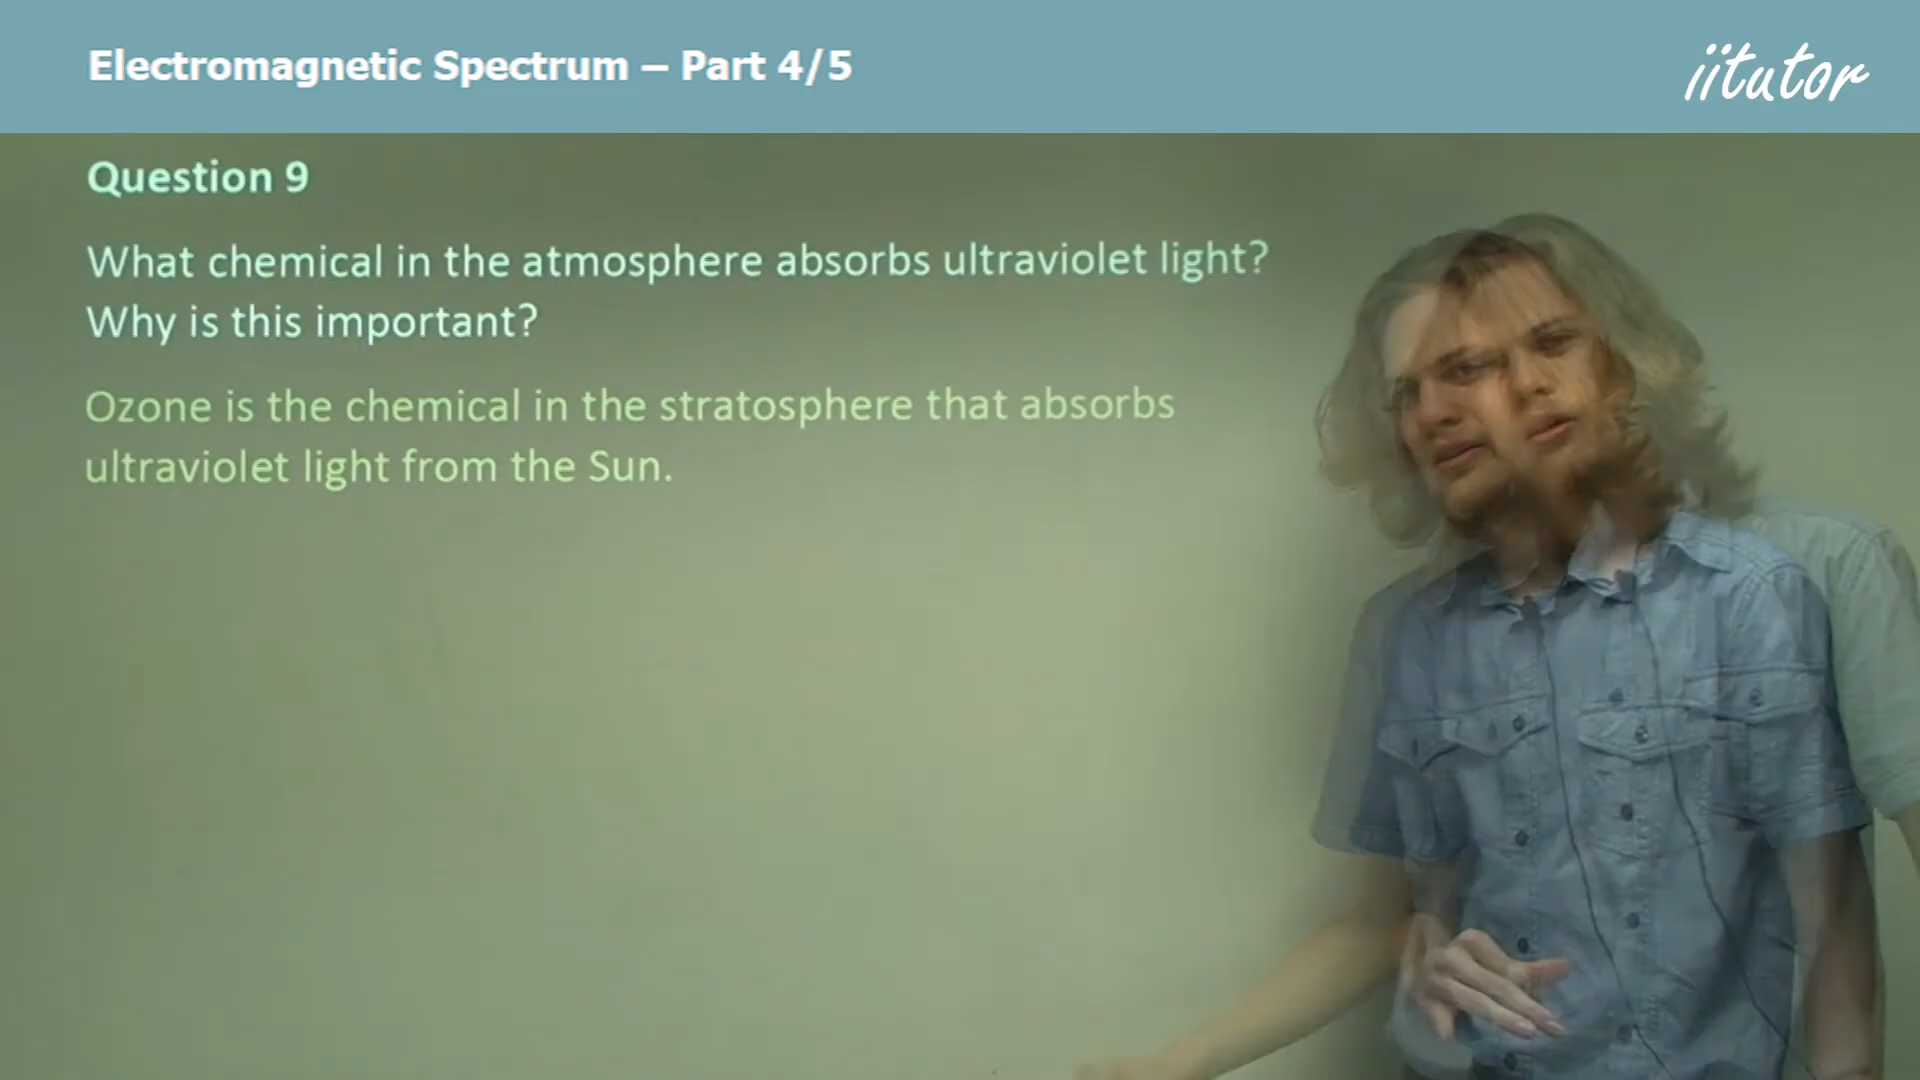 Electromagnetic Spectrum – Part 4/5
iitutor
Question 9
What chemical in the atmosphere absorbs ultraviolet light?
Why is this important?
Ozone is the chemical in the stratosphere that absorbs
ultraviolet light from the Sun.